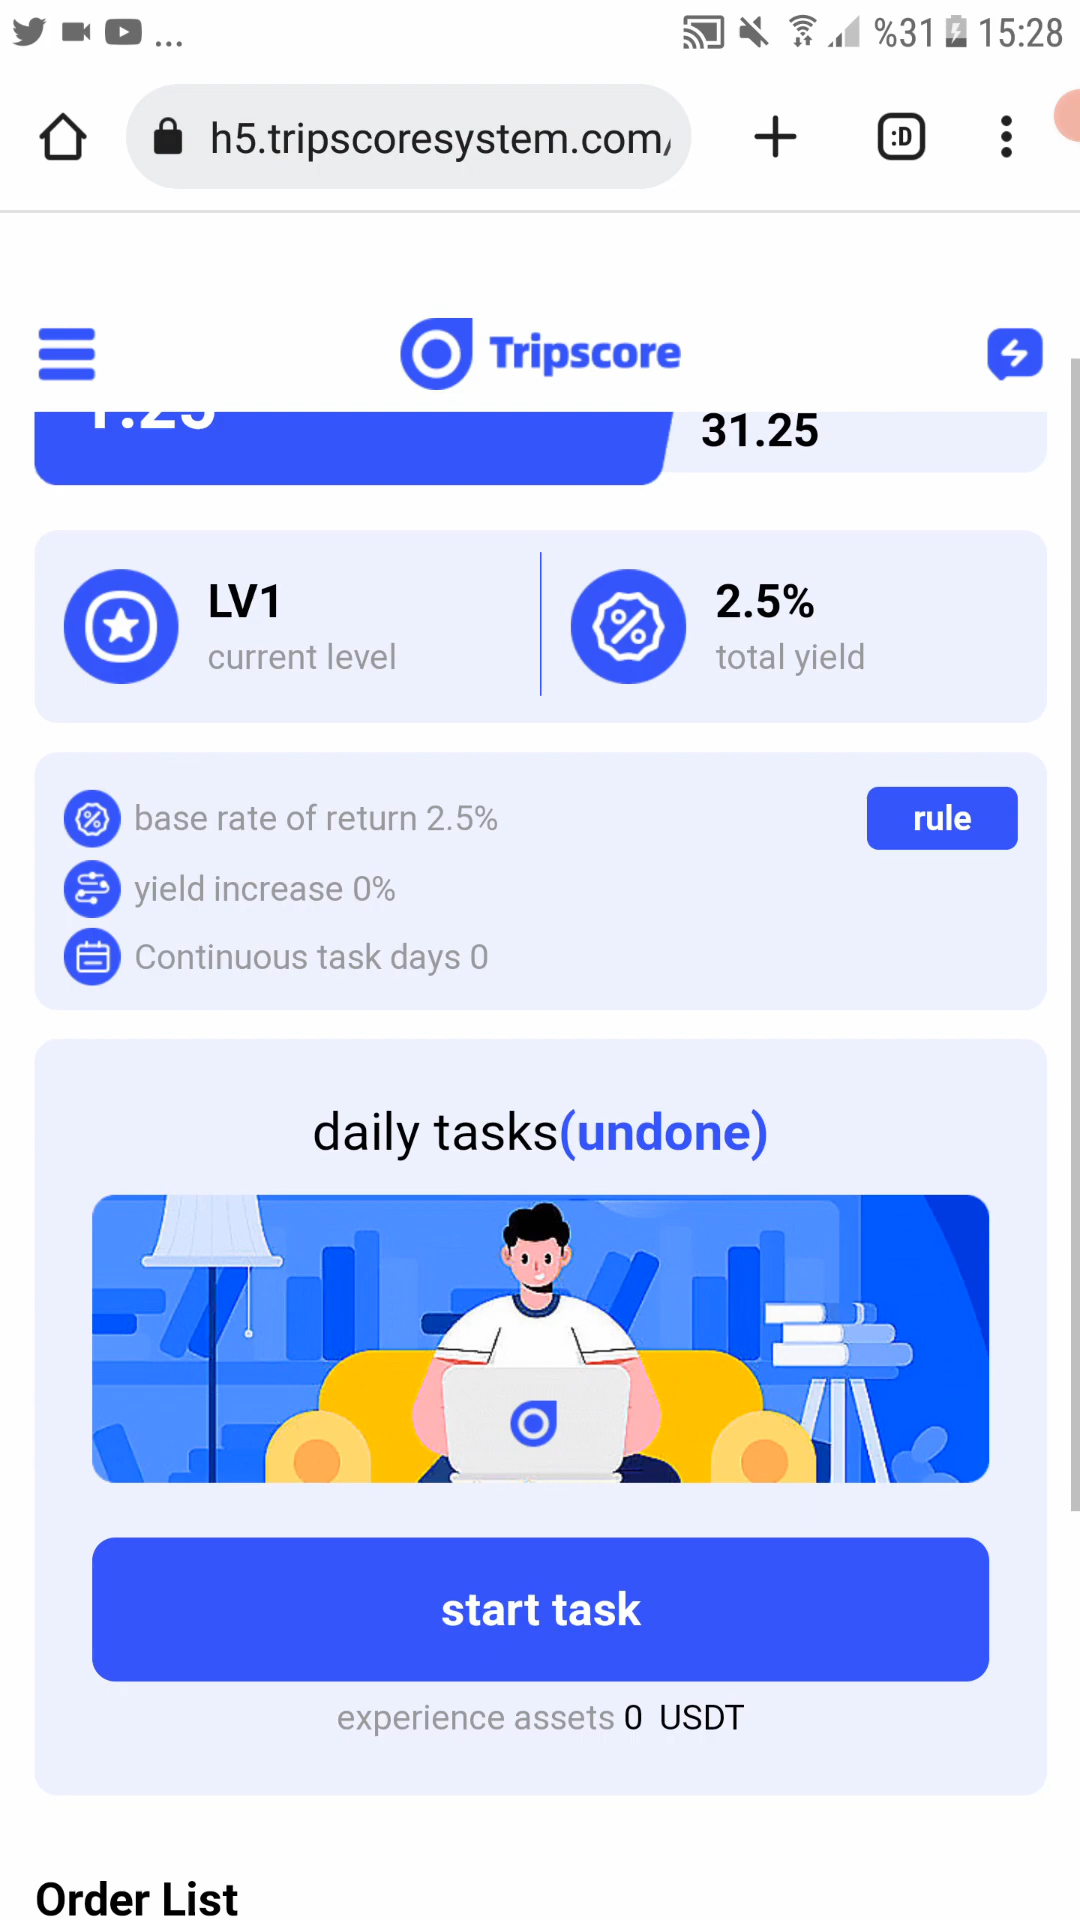 ... %31 15:28
h5.tripscoresystem.com/
:D
Tripscore
1.25
31.25
LV1
current level
2.5%
total yield
base rate of return 2.5%
rule
yield increase 0%
Continuous task days 0
daily tasks(undone)
start task
experience assets 0 USDT
Order List